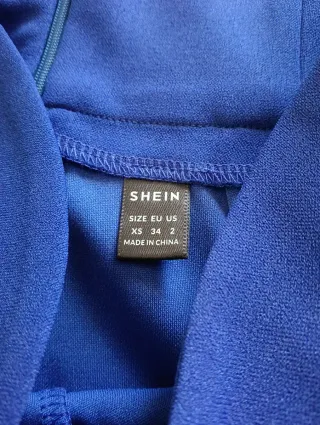 SHEIN
SIZE EU US
XS 34 2
MADE IN CHINA